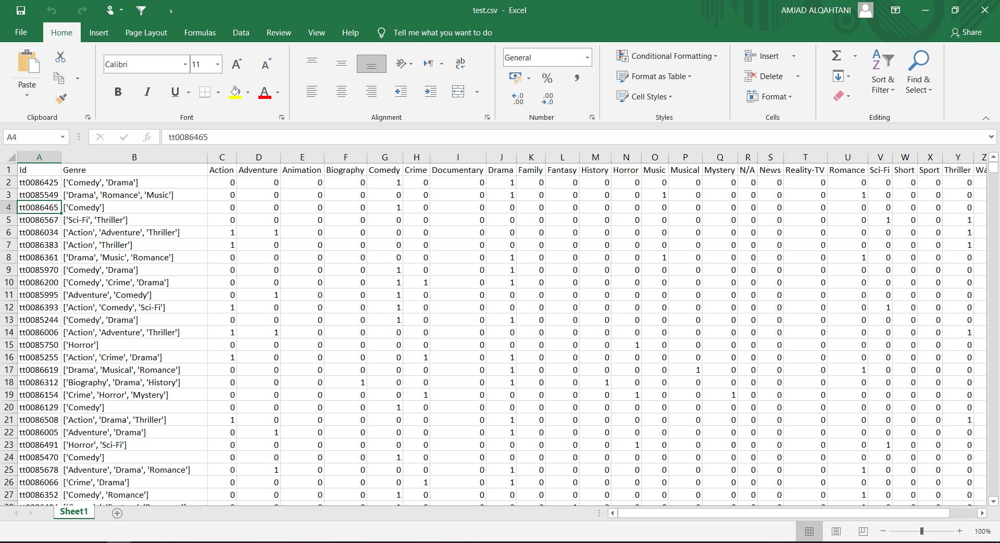 test.csv - Excel
AMJAD ALQAHTANI
File Home Insert Page Layout Formulas Data Review View Help Tell me what you want to do Share
Calibri 11 General
Conditional Formatting Insert
Format as Table Delete
Cell Styles Format
Paste
B I U A
Sort & Filter
Find & Select
Clipboard Font Alignment Number Styles Cells Editing
A4 fx tt0086465
A B C D E F G H I J K L M N O P Q R S T U V W X Y Z
1 Id Genre Action Adventure Animation Biography Comedy Crime Documentary Drama Family Fantasy History Horror Music Musical Mystery N/A News Reality-TV Romance Sci-Fi Short Sport Thriller Wa
2 tt0086425 ['Comedy', 'Drama'] 0 0 0 0 1 0 0 1 0 0 0 0 0 0 0 0 0 0 0 0 0 0 0
3 tt0085549 ['Drama', 'Romance', 'Music'] 0 0 0 0 0 0 0 1 0 0 0 0 1 0 0 0 0 0 1 0 0 0 0
4 tt0086465 ['Comedy'] 0 0 0 0 1 0 0 0 0 0 0 0 0 0 0 0 0 0 0 0 0 0 0
5 tt0086567 ['Sci-Fi', 'Thriller'] 0 0 0 0 0 0 0 0 0 0 0 0 0 0 0 0 0 0 0 1 0 0 1
6 tt0086034 ['Action', 'Adventure', 'Thriller'] 1 1 0 0 0 0 0 0 0 0 0 0 0 0 0 0 0 0 0 0 0 0 1
7 tt0086383 ['Action', 'Thriller'] 1 0 0 0 0 0 0 0 0 0 0 0 0 0 0 0 0 0 0 0 0 0 1
8 tt0086361 ['Drama', 'Music', 'Romance'] 0 0 0 0 0 0 0 1 0 0 0 0 1 0 0 0 0 0 1 0 0 0 0
9 tt0085970 ['Comedy', 'Drama'] 0 0 0 0 1 0 0 1 0 0 0 0 0 0 0 0 0 0 0 0 0 0 0
10 tt0086200 ['Comedy', 'Crime', 'Drama'] 0 0 0 0 1 1 0 1 0 0 0 0 0 0 0 0 0 0 0 0 0 0 0
11 tt0085995 ['Adventure', 'Comedy'] 0 1 0 0 1 0 0 0 0 0 0 0 0 0 0 0 0 0 0 0 0 0 0
12 tt0086393 ['Action', 'Comedy', 'Sci-Fi'] 1 0 0 0 1 0 0 0 0 0 0 0 0 0 0 0 0 0 0 1 0 0 0
13 tt0085244 ['Comedy', 'Drama'] 0 0 0 0 1 0 0 1 0 0 0 0 0 0 0 0 0 0 0 0 0 0 0
14 tt0086006 ['Action', 'Adventure', 'Thriller'] 1 1 0 0 0 0 0 0 0 0 0 0 0 0 0 0 0 0 0 0 0 0 1
15 tt0085750 ['Horror'] 0 0 0 0 0 0 0 0 0 0 0 1 0 0 0 0 0 0 0 0 0 0 0
16 tt0085255 ['Action', 'Crime', 'Drama'] 1 0 0 0 0 1 0 1 0 0 0 0 0 0 0 0 0 0 0 0 0 0 0
17 tt0086619 ['Drama', 'Musical', 'Romance'] 0 0 0 0 0 0 0 1 0 0 0 0 0 1 0 0 0 0 1 0 0 0 0
18 tt0086312 ['Biography', 'Drama', 'History'] 0 0 0 1 0 0 0 1 0 0 1 0 0 0 0 0 0 0 0 0 0 0 0
19 tt0086154 ['Crime', 'Horror', 'Mystery'] 0 0 0 0 0 1 0 0 0 0 0 1 0 0 1 0 0 0 0 0 0 0 0
20 tt0086129 ['Comedy'] 0 0 0 0 1 0 0 0 0 0 0 0 0 0 0 0 0 0 0 0 0 0 0
21 tt0086508 ['Action', 'Drama', 'Thriller'] 1 0 0 0 0 0 0 1 0 0 0 0 0 0 0 0 0 0 0 0 0 0 1
22 tt0086005 ['Adventure', 'Drama'] 0 1 0 0 0 0 0 1 0 0 0 0 0 0 0 0 0 0 0 0 0 0 0
23 tt0086491 ['Horror', 'Sci-Fi'] 0 0 0 0 0 0 0 0 0 0 0 1 0 0 0 0 0 0 0 1 0 0 0
24 tt0085470 ['Comedy'] 0 0 0 0 1 0 0 0 0 0 0 0 0 0 0 0 0 0 0 0 0 0 0
25 tt0085678 ['Adventure', 'Drama', 'Romance'] 0 1 0 0 0 0 0 1 0 0 0 0 0 0 0 0 0 0 1 0 0 0 0
26 tt0086066 ['Crime', 'Drama'] 0 0 0 0 0 1 0 1 0 0 0 0 0 0 0 0 0 0 0 0 0 0 0
27 tt0086352 ['Comedy', 'Romance'] 0 0 0 0 1 0 0 0 0 0 0 0 0 0 0 0 0 0 1 0 0 0 0
Sheet1
100%